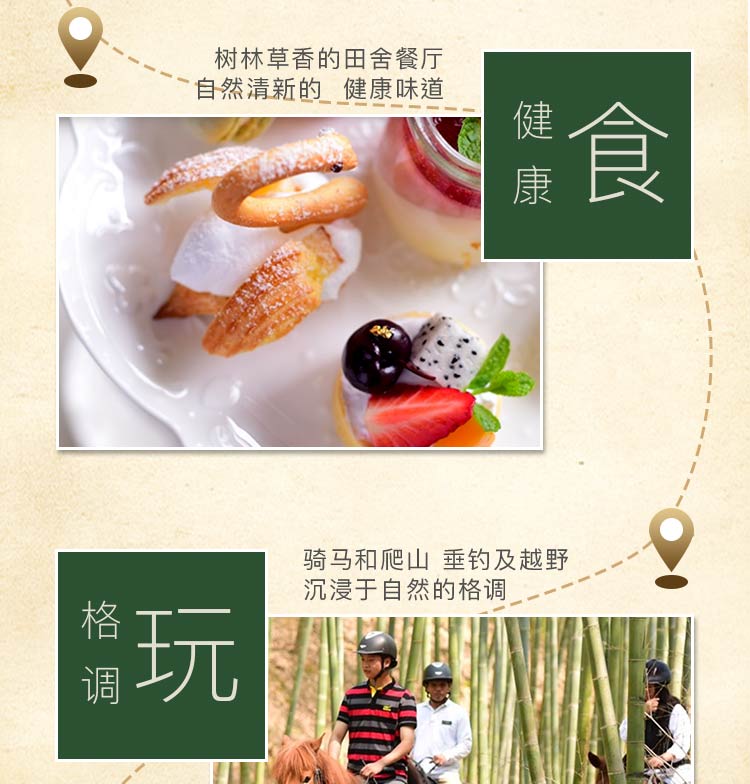 树林草香的田舍餐厅
自然清新的 健康味道
健康
食
骑马和爬山 垂钓及越野
沉浸于自然的格调
格调
玩